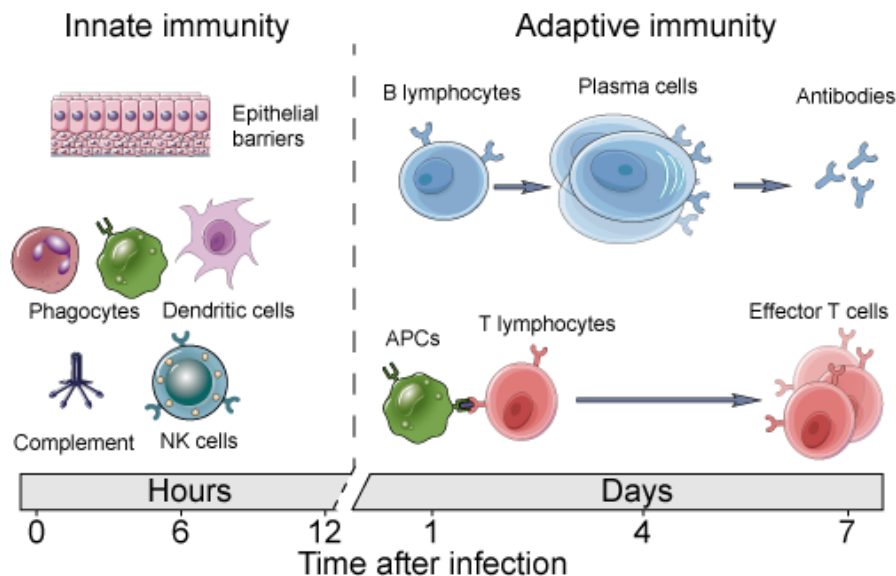 Innate immunity
Adaptive immunity
Epithelial
barriers
B lymphocytes
Plasma cells
Antibodies
Phagocytes
Dendritic cells
Complement
NK cells
APCs
T lymphocytes
Effector T cells
Hours
Days
0
6
12
1
4
7
Time after infection